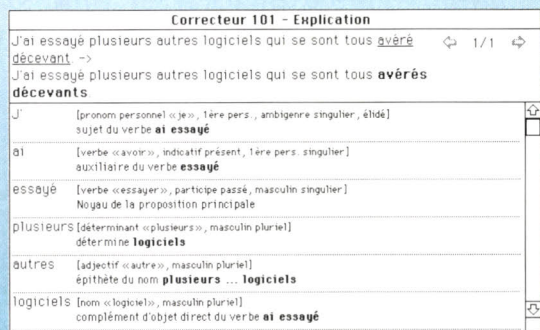 Correcteur 101 - Explication
J'ai essayé plusieurs autres logiciels qui se sont tous avéré
décevant. ->
1/1
J'ai essayé plusieurs autres logiciels qui se sont tous avérés
décevants.
J' [pronom personnel «je», 1ère pers., ambigenre singulier, élidé]
sujet du verbe ai essayé
ai [verbe «avoir», indicatif présent, 1ère pers. singulier]
auxiliaire du verbe essayé
essayé [verbe «essayer», participe passé, masculin singulier]
Noyau de la proposition principale
plusieurs [déterminant «plusieurs», masculin pluriel]
détermine logiciels
autres [adjectif «autre», masculin pluriel]
épithète du nom plusieurs ... logiciels
logiciels [nom «logiciel», masculin pluriel]
complément d'objet direct du verbe ai essayé